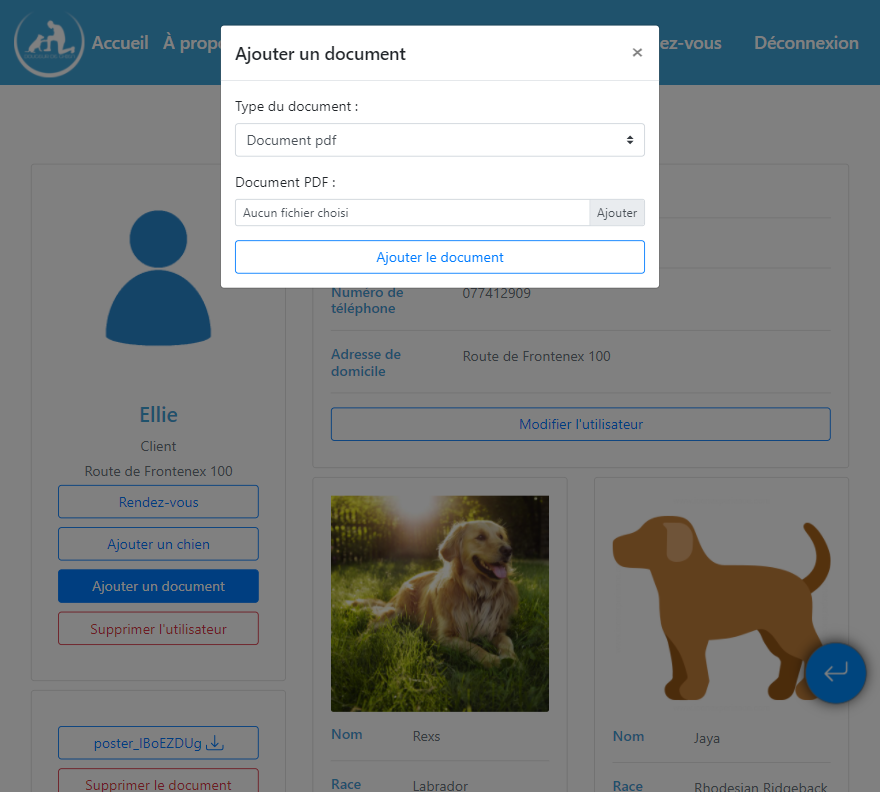 Accueil
À propo
ez-vous
Déconnexion
Ajouter un document
×
Type du document :
Document pdf
Document PDF :
Aucun fichier choisi
Ajouter
Ajouter le document
Numéro de
téléphone
077412909
Adresse de
domicile
Route de Frontenex 100
Modifier l'utilisateur
Ellie
Client
Route de Frontenex 100
Rendez-vous
Ajouter un chien
Ajouter un document
Supprimer l'utilisateur
poster_lBoEZDUg
Supprimer le document
Nom
Rexs
Race
Labrador
Nom
Jaya
Race
Rhodesian Ridgeback